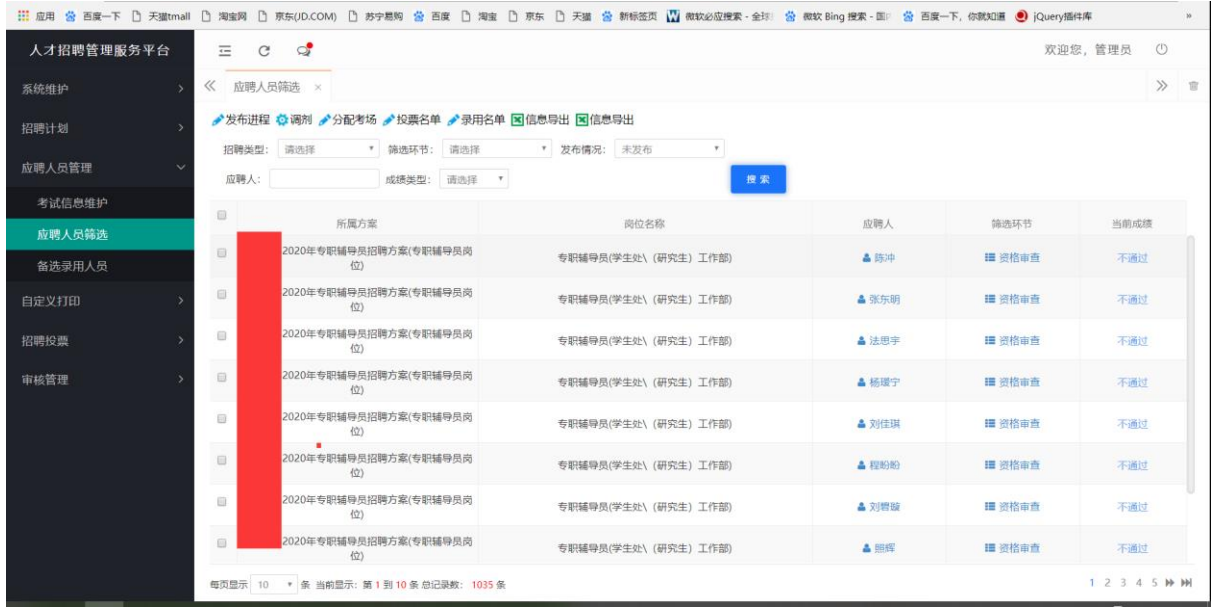 应用 百度一下 天猫tmall 淘宝网 京东(JD.COM) 苏宁易购 百度 淘宝 京东 天猫 新标签页 微软必应搜索 - 全球 微软 Bing 搜索 - 国 百度一下，你就知道 jQuery插件库 »
人才招聘管理服务平台
欢迎您，管理员
系统维护
应聘人员筛选 ×
招聘计划
发布进程 调剂 分配考场 投票名单 录用名单 信息导出 信息导出
招聘类型： 请选择 筛选环节： 请选择 发布情况： 未发布
应聘人员管理
应聘人： 成绩类型： 请选择 搜索
考试信息维护
应聘人员筛选
备选录用人员
自定义打印
招聘投票
审核管理
所属方案 岗位名称 应聘人 筛选环节 当前成绩
2020年专职辅导员招聘方案(专职辅导员岗
位) 专职辅导员(学生处\（研究生）工作部) 陈冲 资格审查 不通过
2020年专职辅导员招聘方案(专职辅导员岗
位) 专职辅导员(学生处\（研究生）工作部) 张东明 资格审查 不通过
2020年专职辅导员招聘方案(专职辅导员岗
位) 专职辅导员(学生处\（研究生）工作部) 法思宇 资格审查 不通过
2020年专职辅导员招聘方案(专职辅导员岗
位) 专职辅导员(学生处\（研究生）工作部) 资格审查 不通过
2020年专职辅导员招聘方案(专职辅导员岗
位) 专职辅导员(学生处\（研究生）工作部) 刘佳琪 资格审查 不通过
2020年专职辅导员招聘方案(专职辅导员岗
位) 专职辅导员(学生处\（研究生）工作部) 程盼盼 资格审查 不通过
2020年专职辅导员招聘方案(专职辅导员岗
位) 专职辅导员(学生处\（研究生）工作部) 资格审查 不通过
2020年专职辅导员招聘方案(专职辅导员岗
位) 专职辅导员(学生处\（研究生）工作部) 照辉 资格审查 不通过
每页显示 10 条 当前显示：第 1 到 10 条 总记录数： 1035 条 1 2 3 4 5